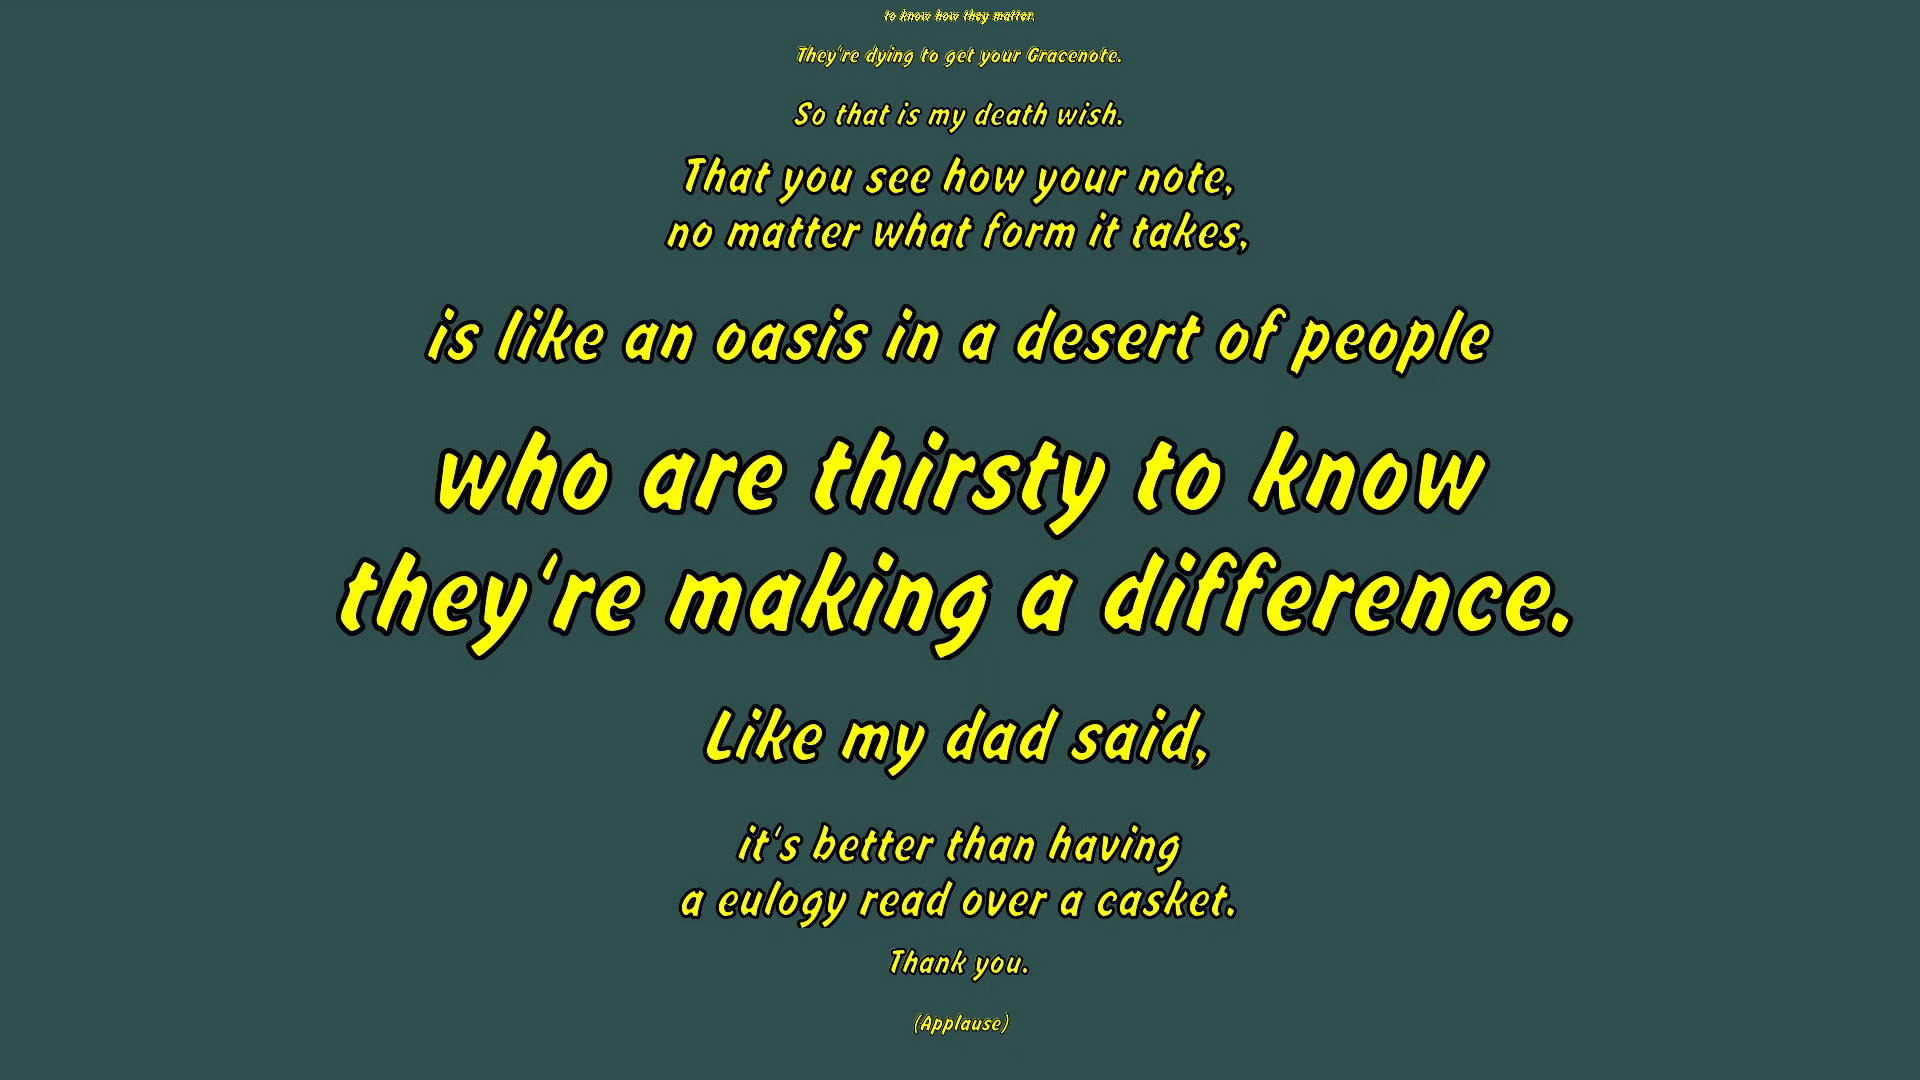 to know how they matter.
They're dying to get your Gracenote.
So that is my death wish.
That you see how your note,
no matter what form it takes,
is like an oasis in a desert of people
who are thirsty to know
they're making a difference.
Like my dad said,
it's better than having
a eulogy read over a casket.
Thank you.
(Applause)